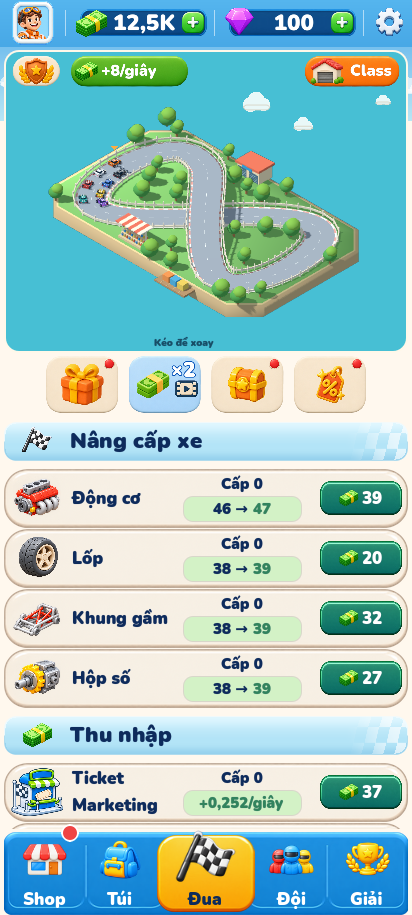 12,5K
100
+8/giây
Class
Kéo để xoay
x2
Nâng cấp xe
Động cơ
Cấp 0
46 → 47
39
Lốp
Cấp 0
38 → 39
20
Khung gầm
Cấp 0
38 → 39
32
Hộp số
Cấp 0
38 → 39
27
Thu nhập
Ticket
Marketing
Cấp 0
+0,252/giây
37
Shop
Túi
Đua
Đội
Giải